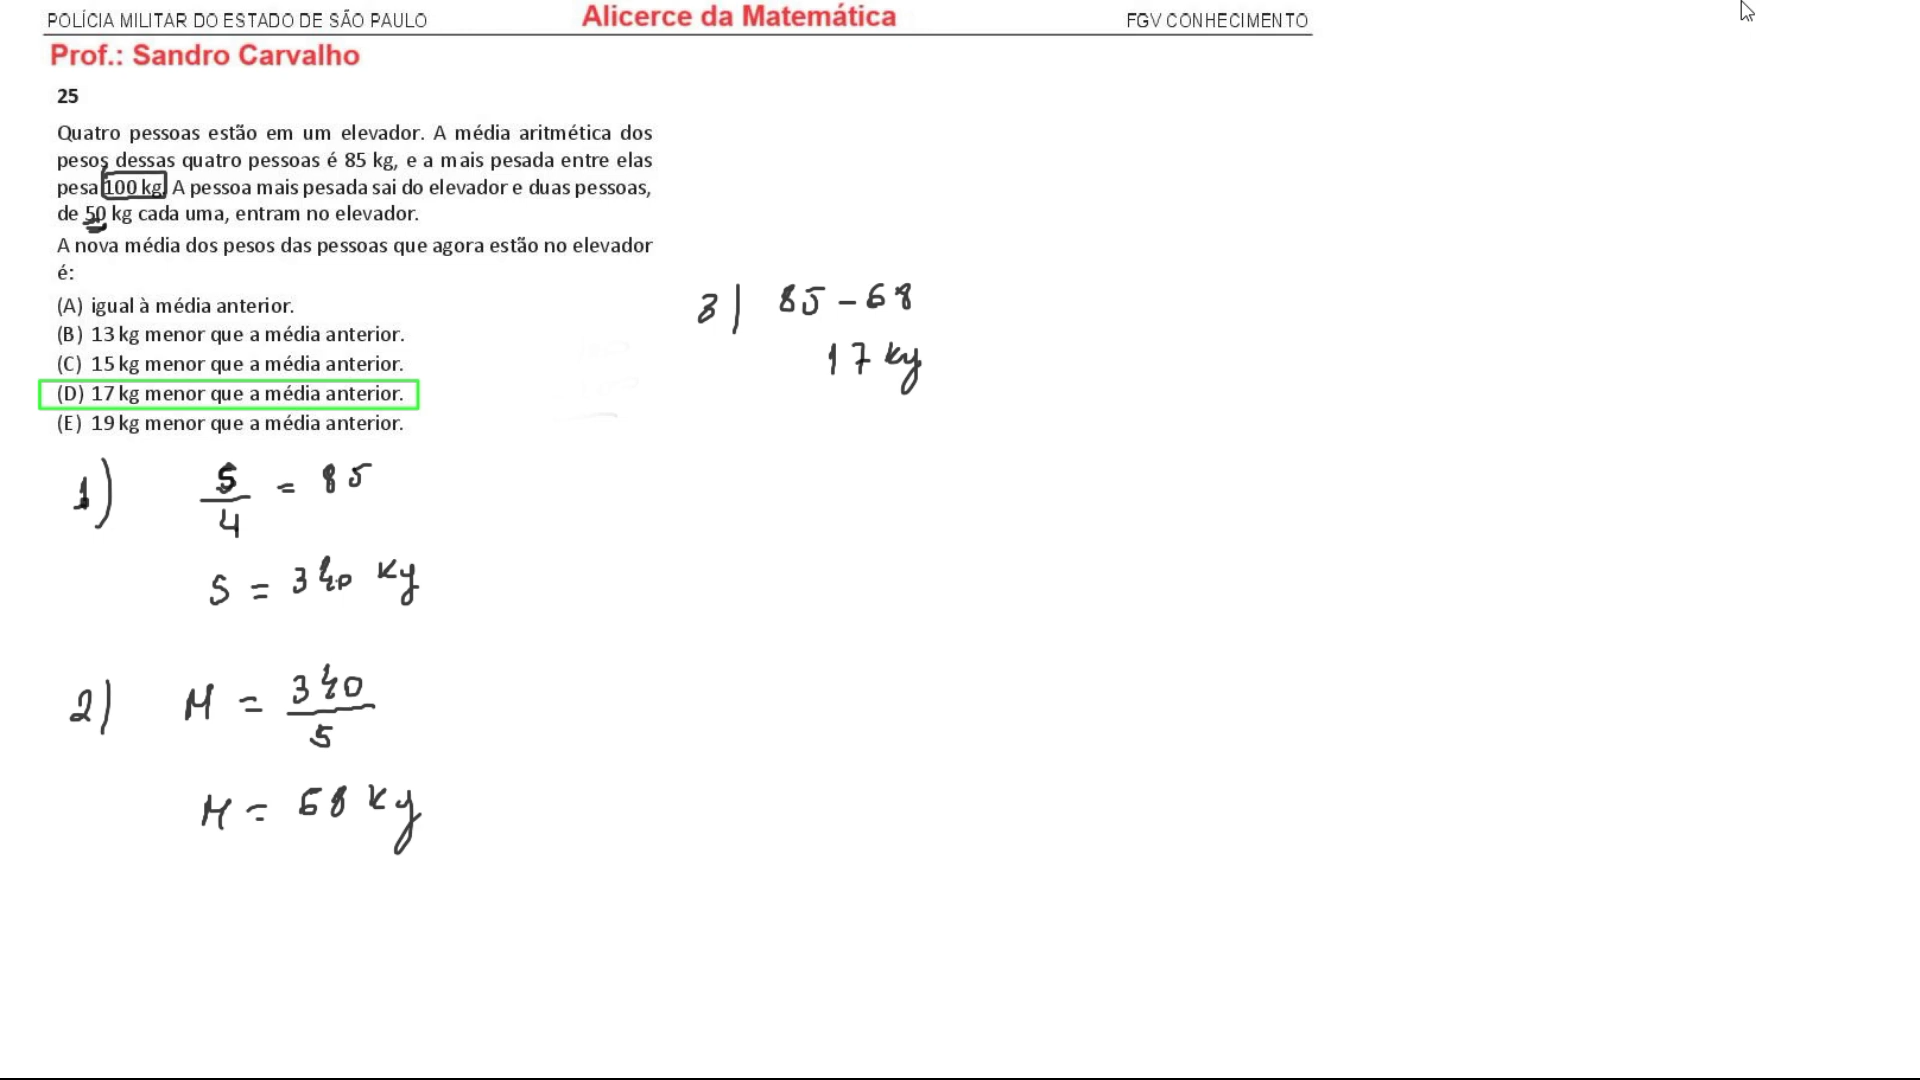 POLÍCIA MILITAR DO ESTADO DE SÃO PAULO Alicerce da Matemática FGV CONHECIMENTO
Prof.: Sandro Carvalho
25
Quatro pessoas estão em um elevador. A média aritmética dos
pesos dessas quatro pessoas é 85 kg, e a mais pesada entre elas
pesa 100 kg. A pessoa mais pesada sai do elevador e duas pessoas,
de 50 kg cada uma, entram no elevador.
A nova média dos pesos das pessoas que agora estão no elevador
é:
(A) igual à média anterior.
(B) 13 kg menor que a média anterior.
(C) 15 kg menor que a média anterior.
(D) 17 kg menor que a média anterior.
(E) 19 kg menor que a média anterior.
1) S/4 = 85
S = 340 kg
2) M = 340/5
M = 68 kg
3) 85 - 68
17 kg